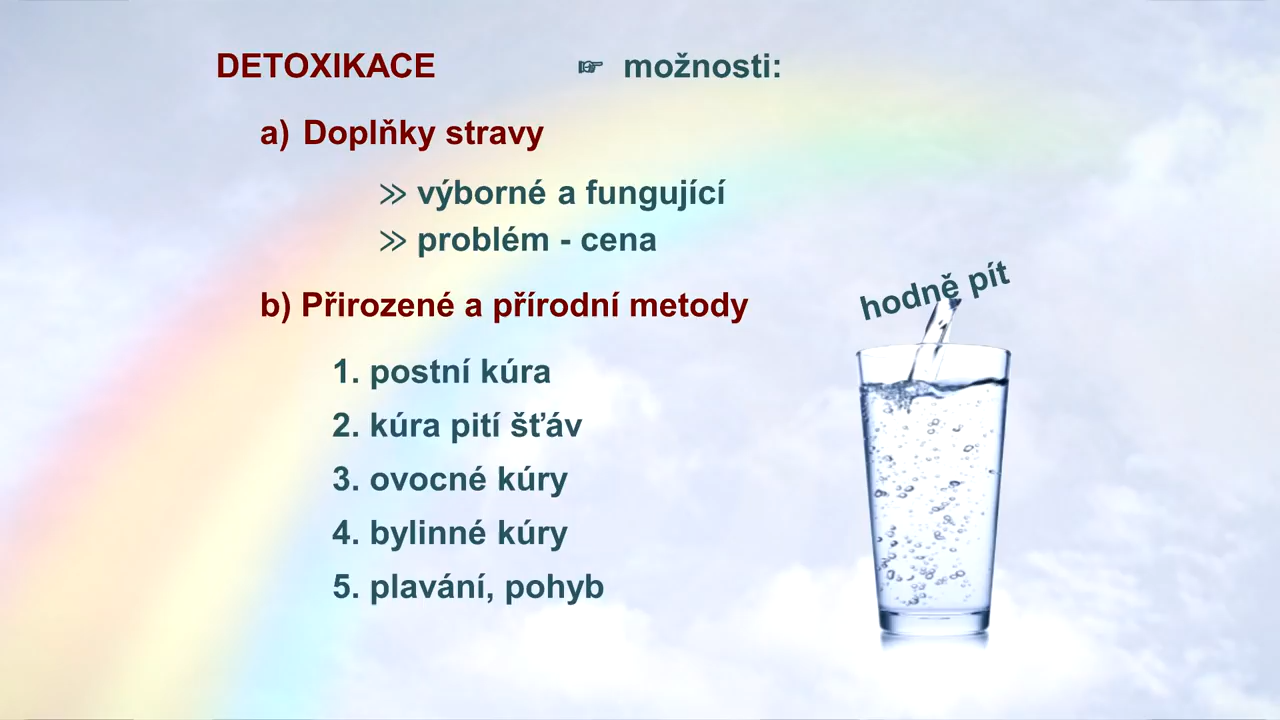 DETOXIKACE ☞ možnosti:
a) Doplňky stravy
≫ výborné a fungující
≫ problém - cena
b) Přirozené a přírodní metody
1. postní kúra
2. kúra pití šťáv
3. ovocné kúry
4. bylinné kúry
5. plavání, pohyb
hodně pít